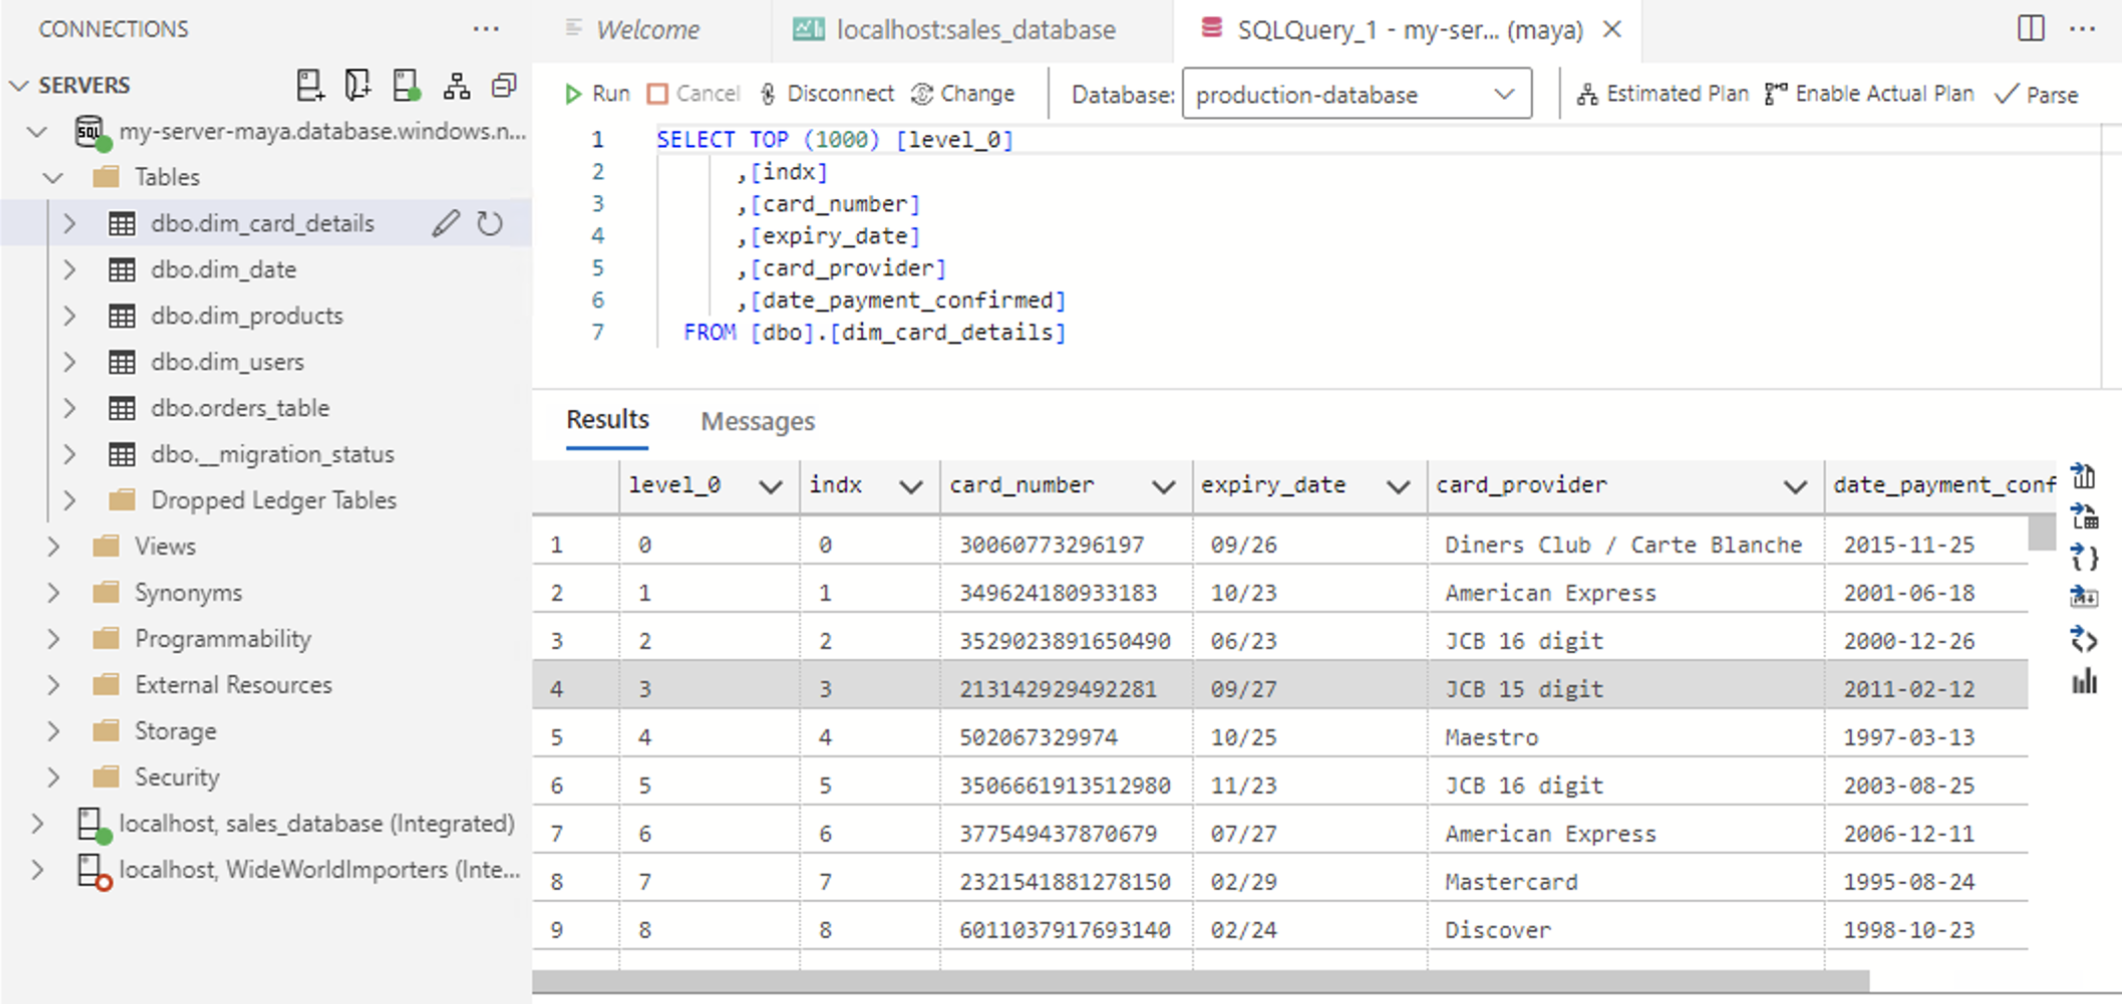 CONNECTIONS
SERVERS
my-server-maya.database.windows.n...
Tables
dbo.dim_card_details
dbo.dim_date
dbo.dim_products
dbo.dim_users
dbo.orders_table
dbo.__migration_status
Dropped Ledger Tables
Views
Synonyms
Programmability
External Resources
Storage
Security
localhost, sales_database (Integrated)
localhost, WideWorldImporters (Inte...
Welcome localhost:sales_database SQLQuery_1 - my-ser... (maya)
Run Cancel Disconnect Change Database: production-database Estimated Plan Enable Actual Plan Parse
1 SELECT TOP (1000) [level_0]
2 ,[indx]
3 ,[card_number]
4 ,[expiry_date]
5 ,[card_provider]
6 ,[date_payment_confirmed]
7 FROM [dbo].[dim_card_details]
Results Messages
level_0 indx card_number expiry_date card_provider date_payment_conf
1 0 0 30060773296197 09/26 Diners Club / Carte Blanche 2015-11-25
2 1 1 349624180933183 10/23 American Express 2001-06-18
3 2 2 3529023891650490 06/23 JCB 16 digit 2000-12-26
4 3 3 213142929492281 09/27 JCB 15 digit 2011-02-12
5 4 4 502067329974 10/25 Maestro 1997-03-13
6 5 5 3506661913512980 11/23 JCB 16 digit 2003-08-25
7 6 6 377549437870679 07/27 American Express 2006-12-11
8 7 7 2321541881278150 02/29 Mastercard 1995-08-24
9 8 8 6011037917693140 02/24 Discover 1998-10-23